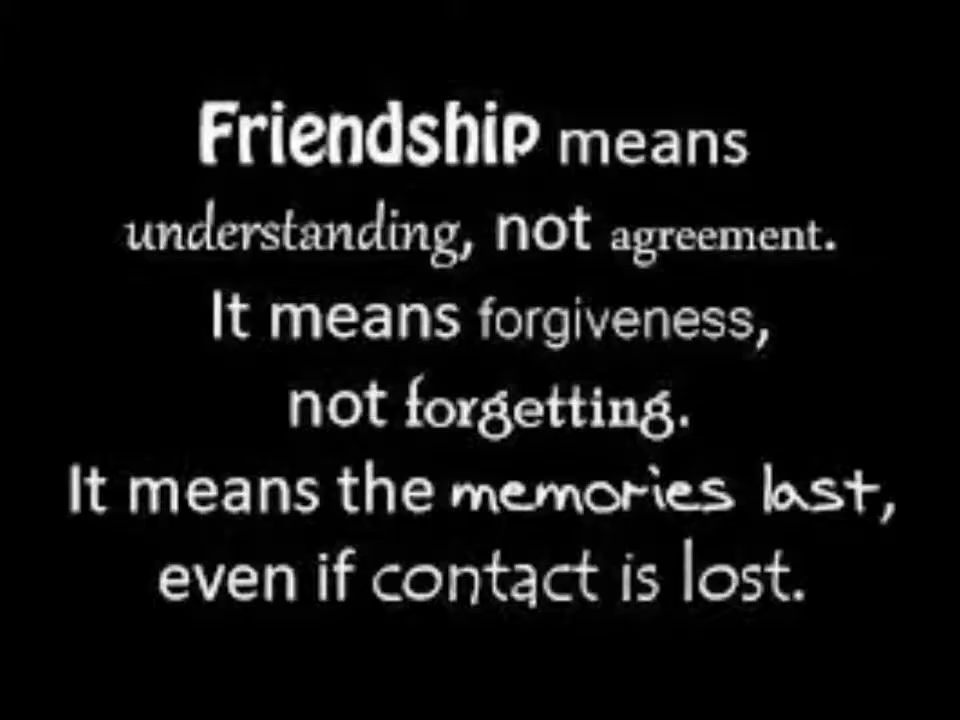 Friendship means
understanding, not agreement.
It means forgiveness,
not forgetting.
It means the memories last,
even if contact is lost.